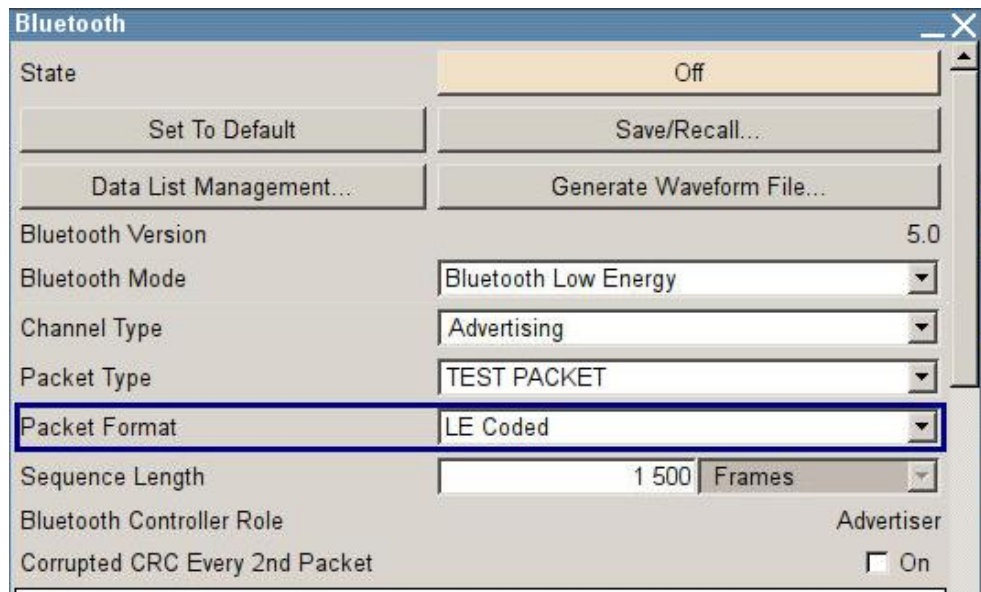 Bluetooth
State Off
Set To Default Save/Recall...
Data List Management... Generate Waveform File...
Bluetooth Version 5.0
Bluetooth Mode Bluetooth Low Energy
Channel Type Advertising
Packet Type TEST PACKET
Packet Format LE Coded
Sequence Length 1 500 Frames
Bluetooth Controller Role Advertiser
Corrupted CRC Every 2nd Packet On